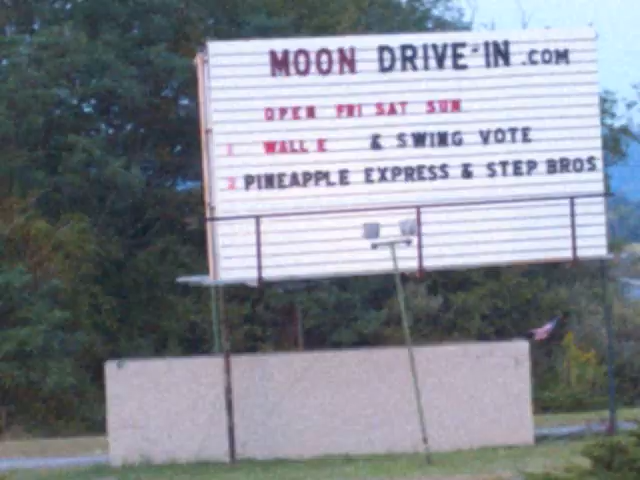 MOON DRIVE-IN .COM
OPEN FRI SAT SUN
1 WALL E & SWING VOTE
2 PINEAPPLE EXPRESS & STEP BROS